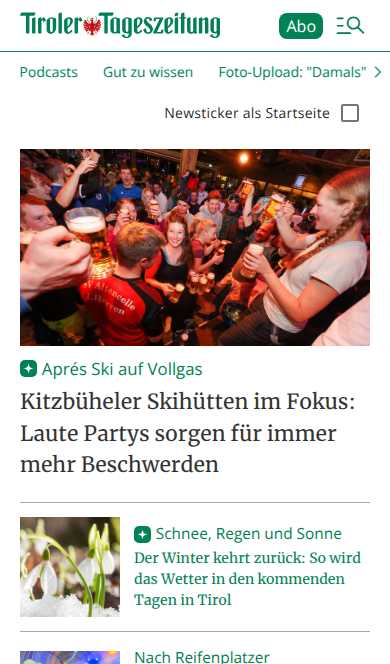 Tiroler Tageszeitung
Abo
Podcasts Gut zu wissen Foto-Upload: "Damals"
Newsticker als Startseite
Aprés Ski auf Vollgas
Kitzbüheler Skihütten im Fokus:
Laute Partys sorgen für immer
mehr Beschwerden
Schnee, Regen und Sonne
Der Winter kehrt zurück: So wird
das Wetter in den kommenden
Tagen in Tirol
Nach Reifenplatzer